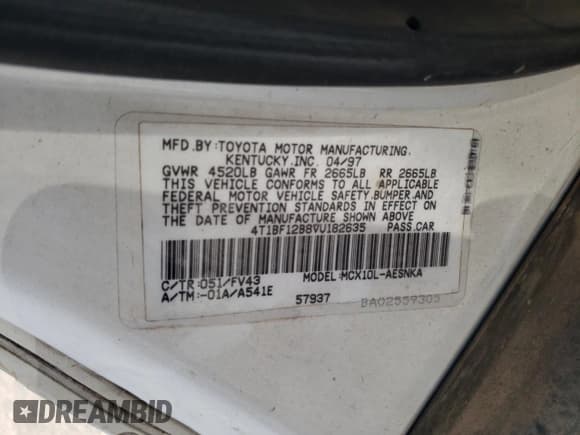 MFD.BY:TOYOTA MOTOR MANUFACTURING.
KENTUCKY.INC. 04/97
GVWR 4520LB GAWR FR 2665LB RR 2665LB
THIS VEHICLE CONFORMS TO ALL APPLICABLE
FEDERAL MOTOR VEHICLE SAFETY.BUMPER.AND
THEFT PREVENTION STANDARDS IN EFFECT ON
THE DATE OF MANUFACTURE SHOWN ABOVE
4T1BF12B8VU182635 PASS.CAR
C/TR:051/FV43 MODEL:MCX10L-AESNKA
A/TM:-01A/A541E
57937 BA02559305
DREAMBID
dreambid.com